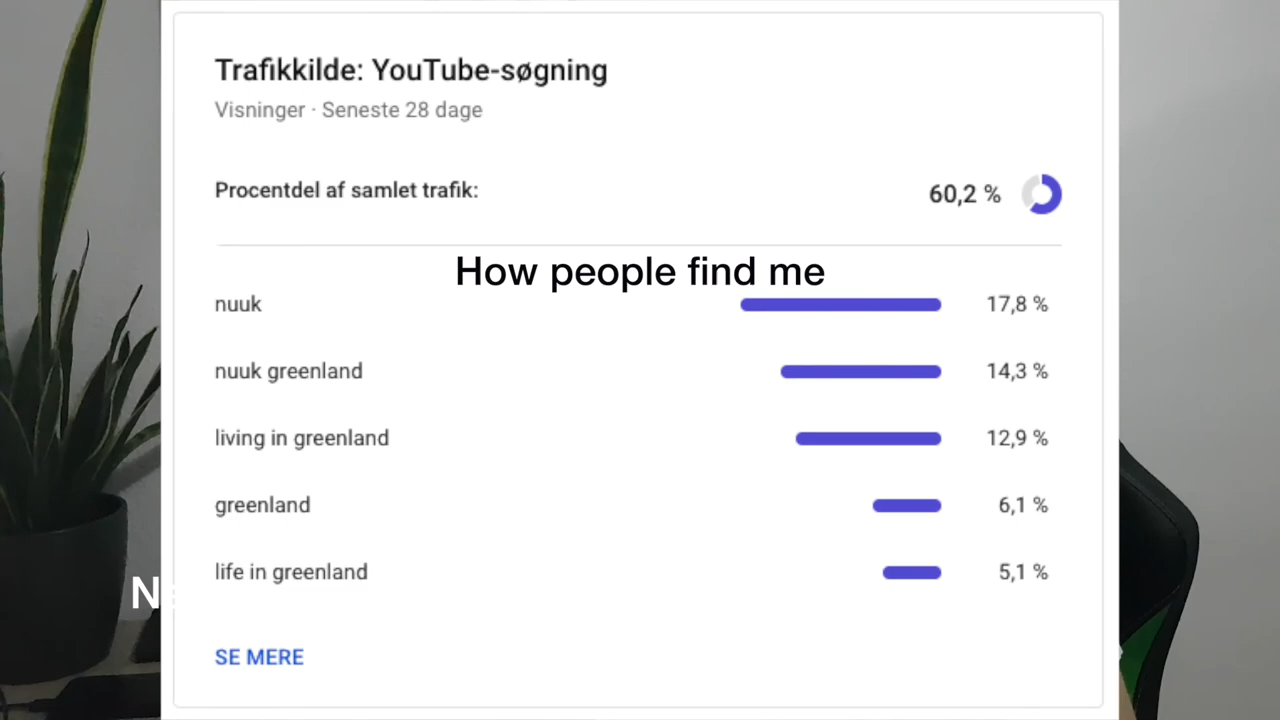 Trafikkilde: YouTube-søgning
Visninger · Seneste 28 dage
Procentdel af samlet trafik: 60,2 %
How people find me
nuuk 17,8 %
nuuk greenland 14,3 %
living in greenland 12,9 %
greenland 6,1 %
life in greenland 5,1 %
SE MERE